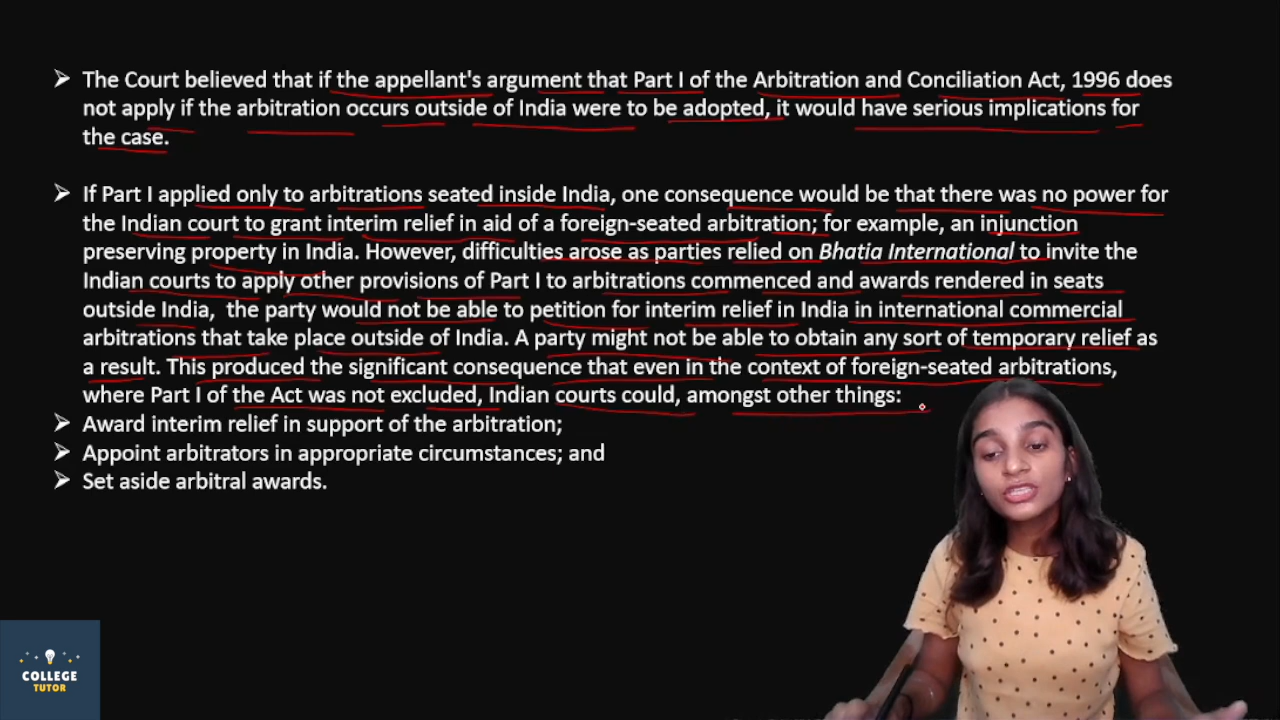 ➢ The Court believed that if the appellant's argument that Part I of the Arbitration and Conciliation Act, 1996 does
not apply if the arbitration occurs outside of India were to be adopted, it would have serious implications for
the case.
➢ If Part I applied only to arbitrations seated inside India, one consequence would be that there was no power for
the Indian court to grant interim relief in aid of a foreign-seated arbitration; for example, an injunction
preserving property in India. However, difficulties arose as parties relied on Bhatia International to invite the
Indian courts to apply other provisions of Part I to arbitrations commenced and awards rendered in seats
outside India, the party would not be able to petition for interim relief in India in international commercial
arbitrations that take place outside of India. A party might not be able to obtain any sort of temporary relief as
a result. This produced the significant consequence that even in the context of foreign-seated arbitrations,
where Part I of the Act was not excluded, Indian courts could, amongst other things:
➢ Award interim relief in support of the arbitration;
➢ Appoint arbitrators in appropriate circumstances; and
➢ Set aside arbitral awards.
COLLEGE
TUTOR